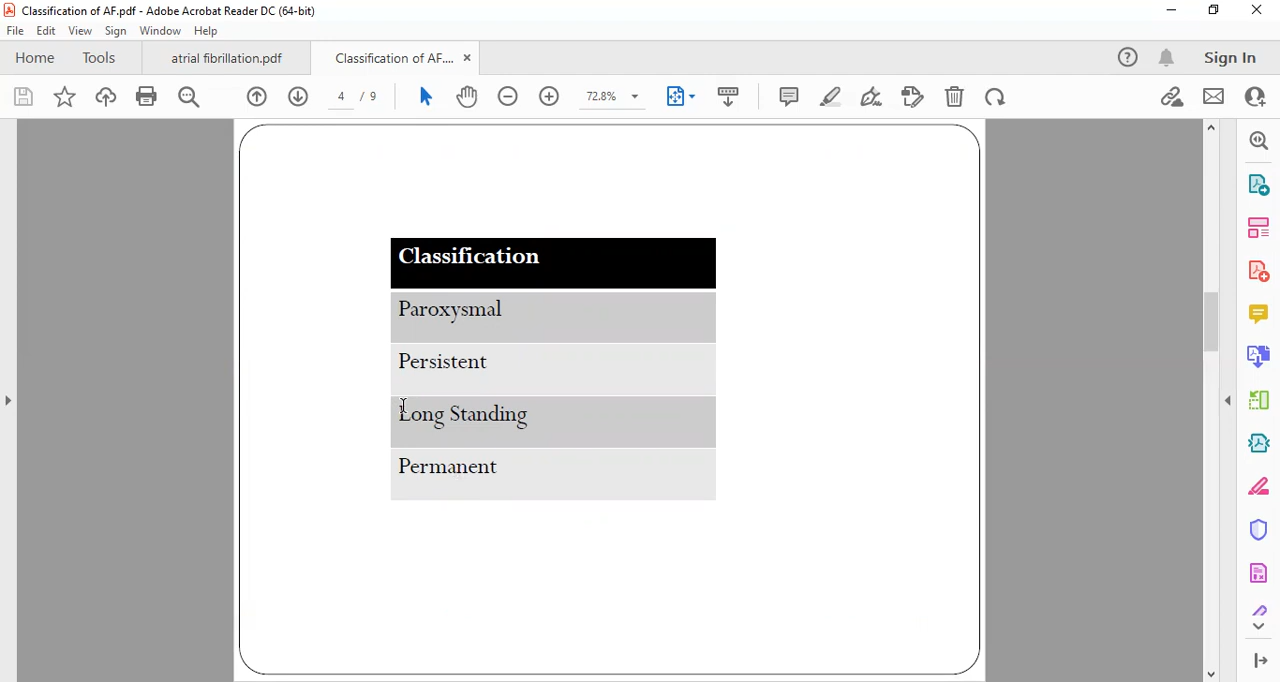 Classification of AF.pdf - Adobe Acrobat Reader DC (64-bit)
File Edit View Sign Window Help
Home Tools atrial fibrillation.pdf Classification of AF.... × Sign In
4 / 9 72.8%
Classification
Paroxysmal
Persistent
Long Standing
Permanent